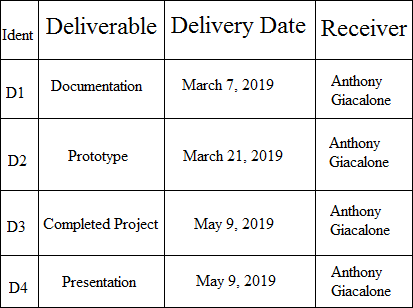 Ident Deliverable Delivery Date Receiver
D1 Documentation March 7, 2019 Anthony
Giacalone
D2 Prototype March 21, 2019 Anthony
Giacalone
D3 Completed Project May 9, 2019 Anthony
Giacalone
D4 Presentation May 9, 2019 Anthony
Giacalone